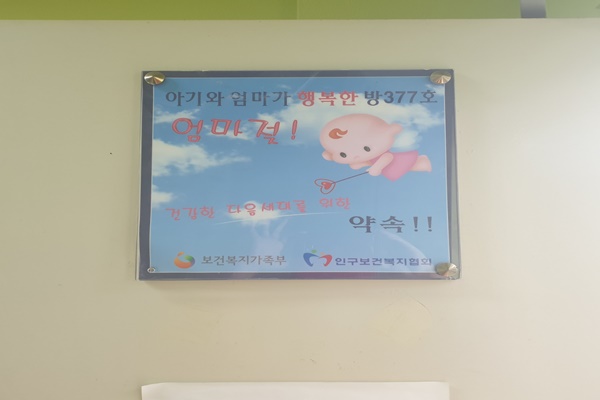 아기와 엄마가 행복한 방377호
엄마젖!
건강한 다음세대를 위한
약속!!
보건복지가족부 인구보건복지협회